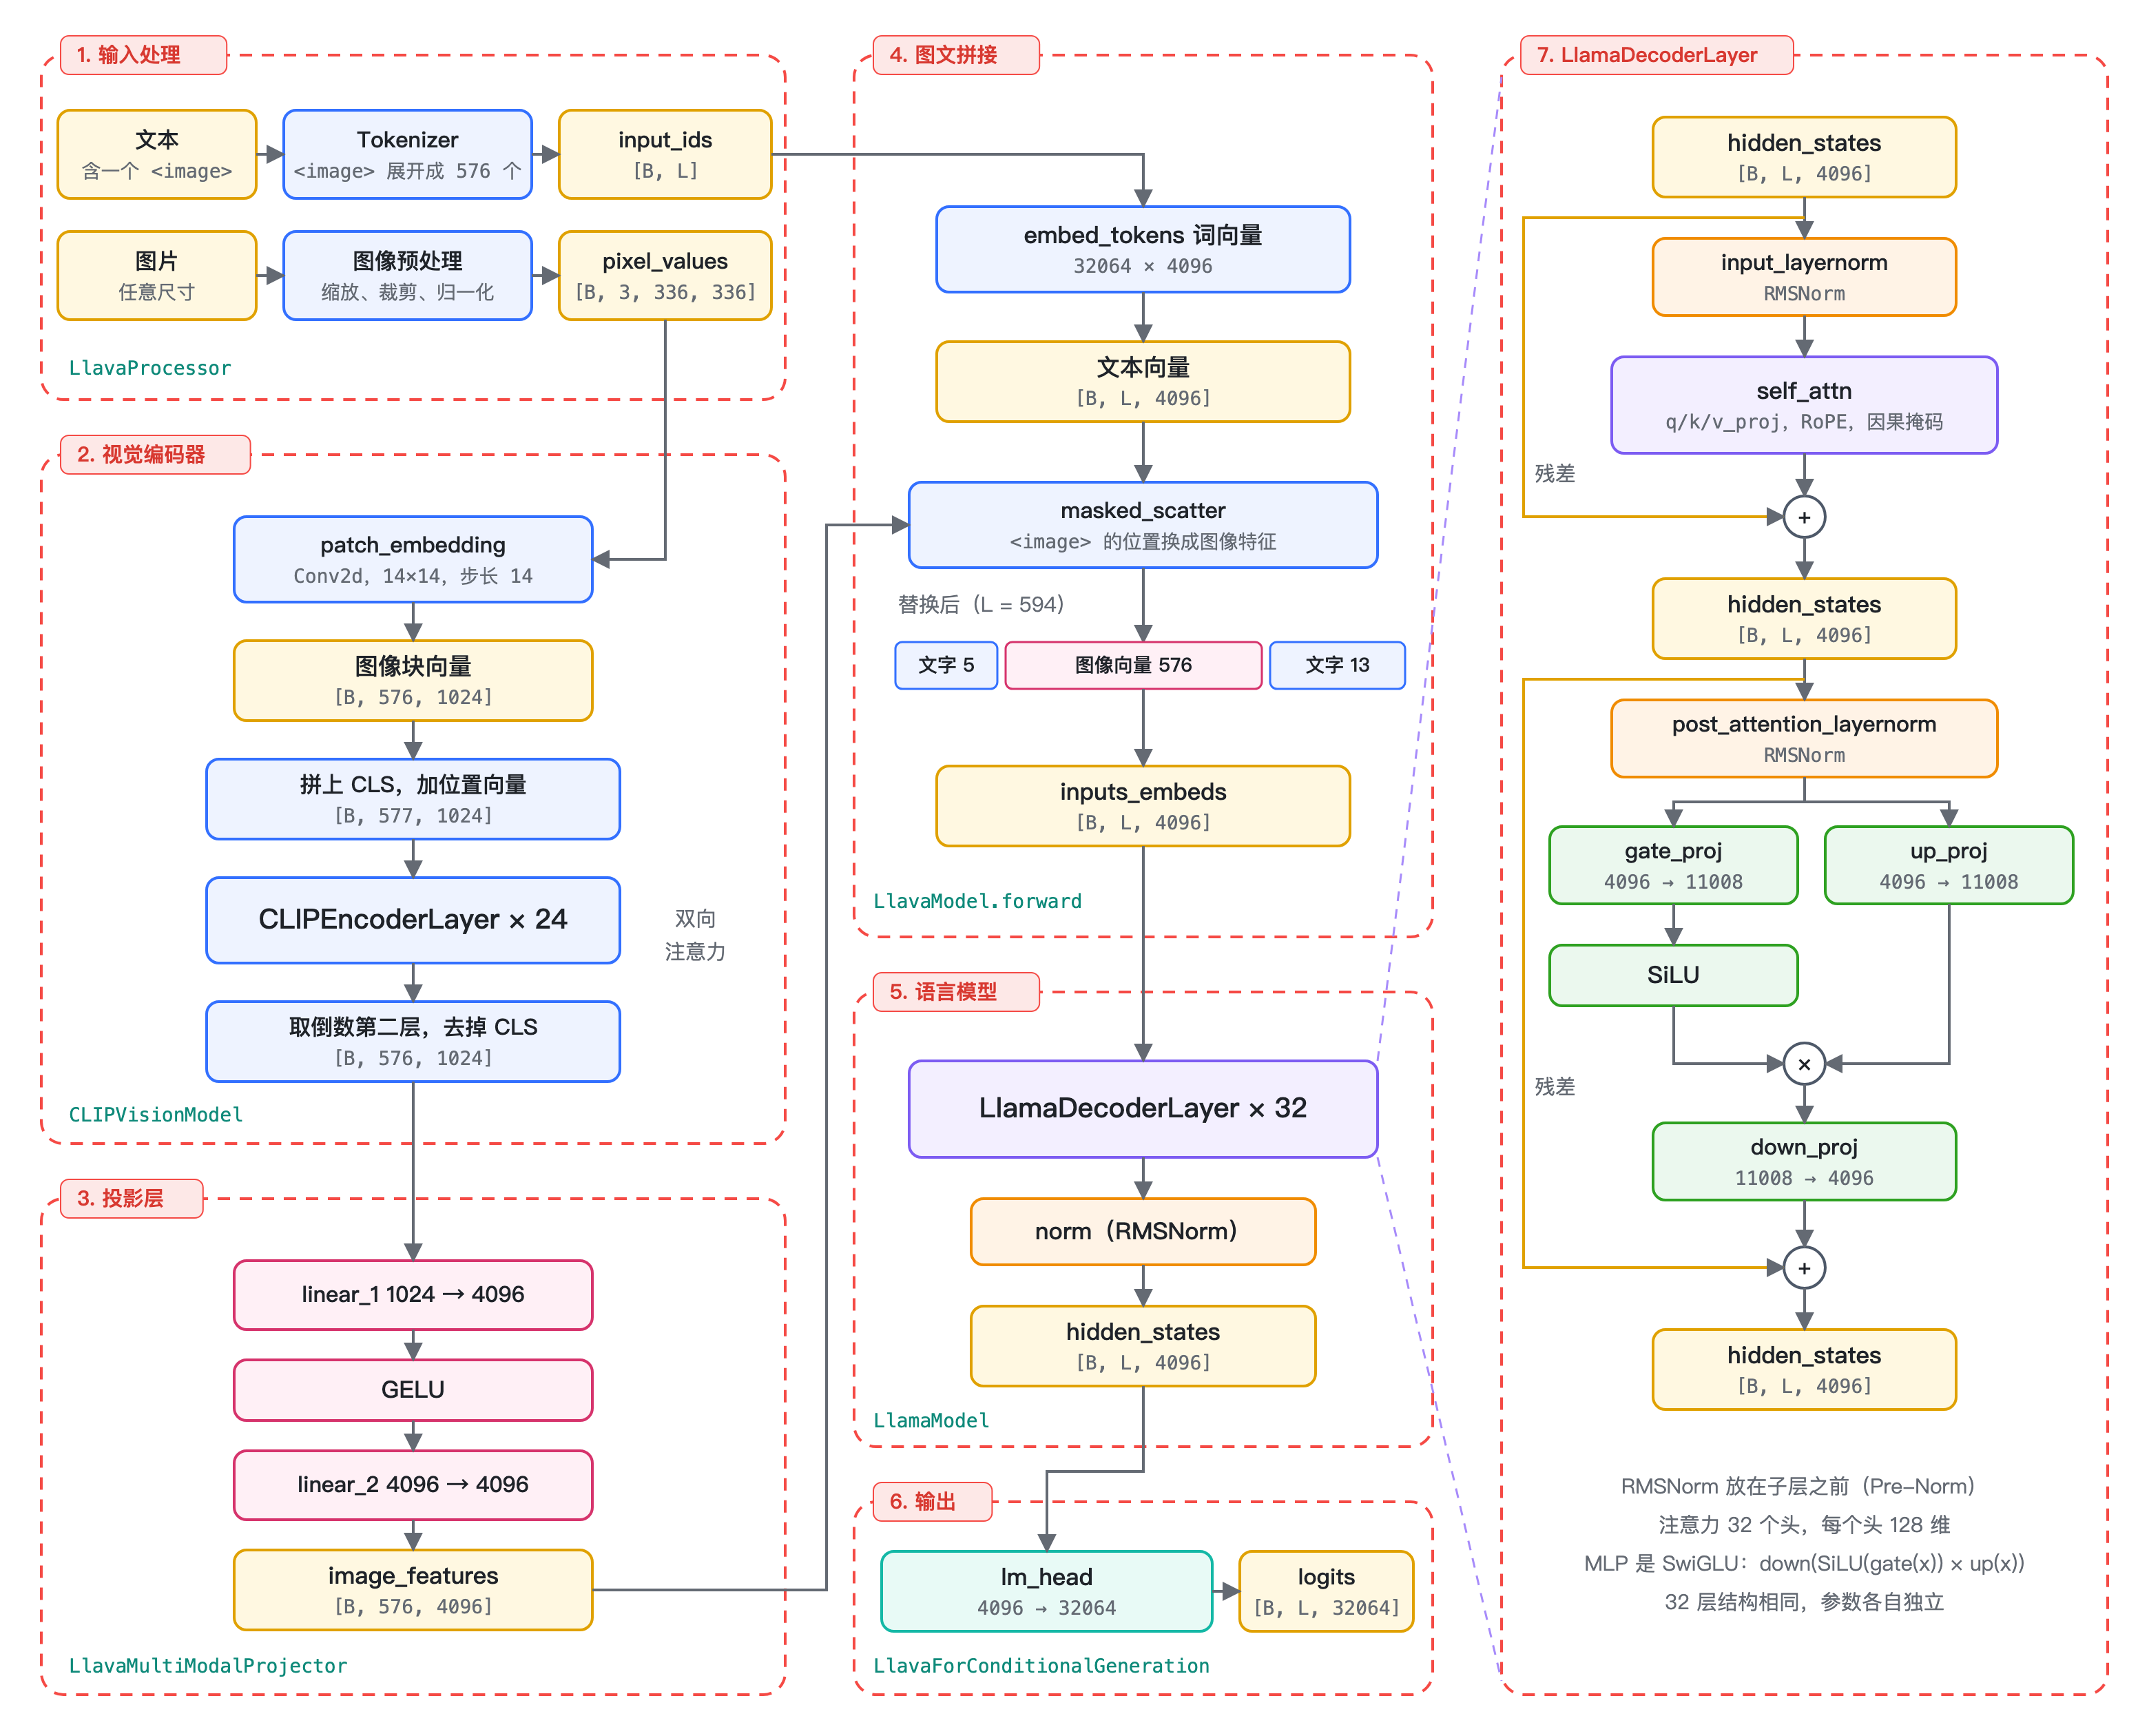 1. 输入处理
文本
含一个 <image>
Tokenizer
<image> 展开成 576 个
input_ids
[B, L]
图片
任意尺寸
图像预处理
缩放、裁剪、归一化
pixel_values
[B, 3, 336, 336]
LlavaProcessor
2. 视觉编码器
patch_embedding
Conv2d，14×14，步长 14
图像块向量
[B, 576, 1024]
拼上 CLS，加位置向量
[B, 577, 1024]
CLIPEncoderLayer × 24
双向
注意力
取倒数第二层，去掉 CLS
[B, 576, 1024]
CLIPVisionModel
3. 投影层
linear_1 1024 → 4096
GELU
linear_2 4096 → 4096
image_features
[B, 576, 4096]
LlavaMultiModalProjector
4. 图文拼接
embed_tokens 词向量
32064 × 4096
文本向量
[B, L, 4096]
masked_scatter
<image> 的位置换成图像特征
替换后（L = 594）
文字 5
图像向量 576
文字 13
inputs_embeds
[B, L, 4096]
LlavaModel.forward
5. 语言模型
LlamaDecoderLayer × 32
norm（RMSNorm）
hidden_states
[B, L, 4096]
LlamaModel
6. 输出
lm_head
4096 → 32064
logits
[B, L, 32064]
LlavaForConditionalGeneration
7. LlamaDecoderLayer
hidden_states
[B, L, 4096]
input_layernorm
RMSNorm
self_attn
q/k/v_proj，RoPE，因果掩码
残差
+
hidden_states
[B, L, 4096]
post_attention_layernorm
RMSNorm
gate_proj
4096 → 11008
up_proj
4096 → 11008
SiLU
×
残差
down_proj
11008 → 4096
+
hidden_states
[B, L, 4096]
RMSNorm 放在子层之前（Pre-Norm）
注意力 32 个头，每个头 128 维
MLP 是 SwiGLU：down(SiLU(gate(x)) × up(x))
32 层结构相同，参数各自独立